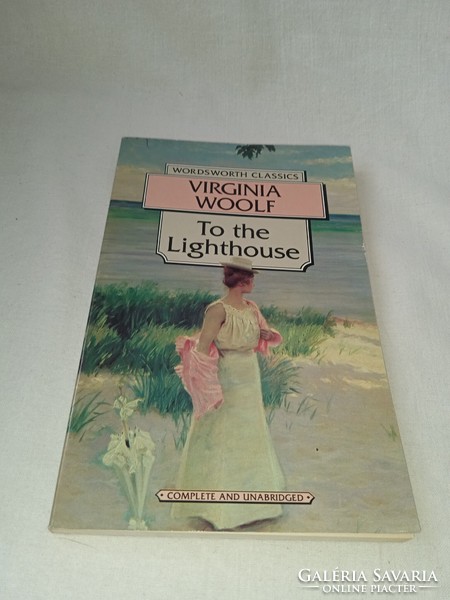 WORDSWORTH CLASSICS
VIRGINIA
WOOLF
To the
Lighthouse
• COMPLETE AND UNABRIDGED •
GALÉRIA SAVARIA
ONLINE PIACTÉR